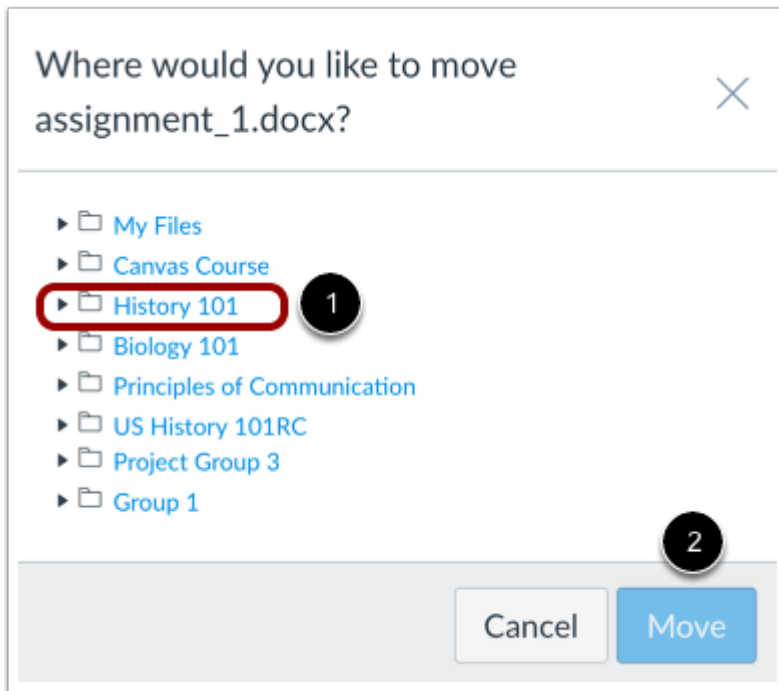 Where would you like to move
assignment_1.docx?
My Files
Canvas Course
History 101
1
Biology 101
Principles of Communication
US History 101RC
Project Group 3
Group 1
2
Cancel
Move